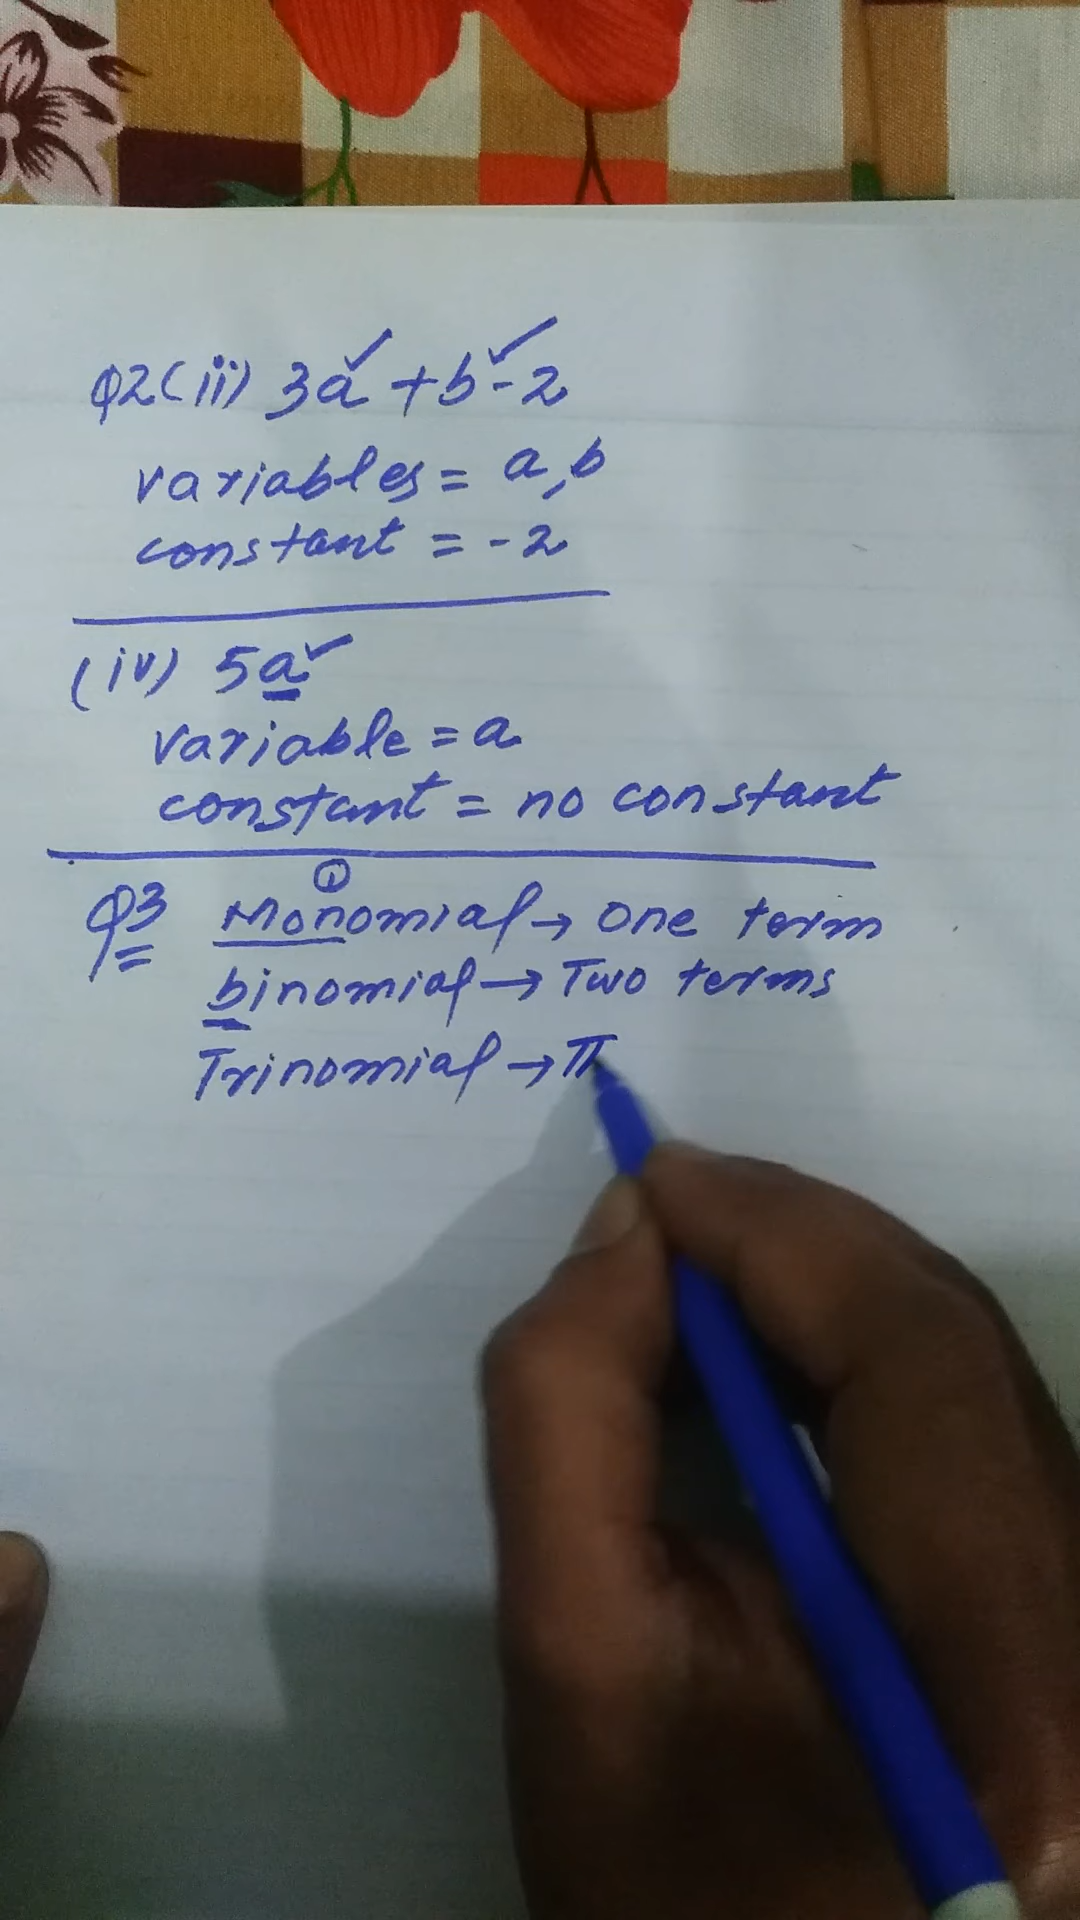 Q2(ii) 3a + b - 2
variables = a, b
constant = -2
(iv) 5a
variable = a
constant = no constant
①
Q3 Monomial → one term
binomial → Two terms
Trinomial →